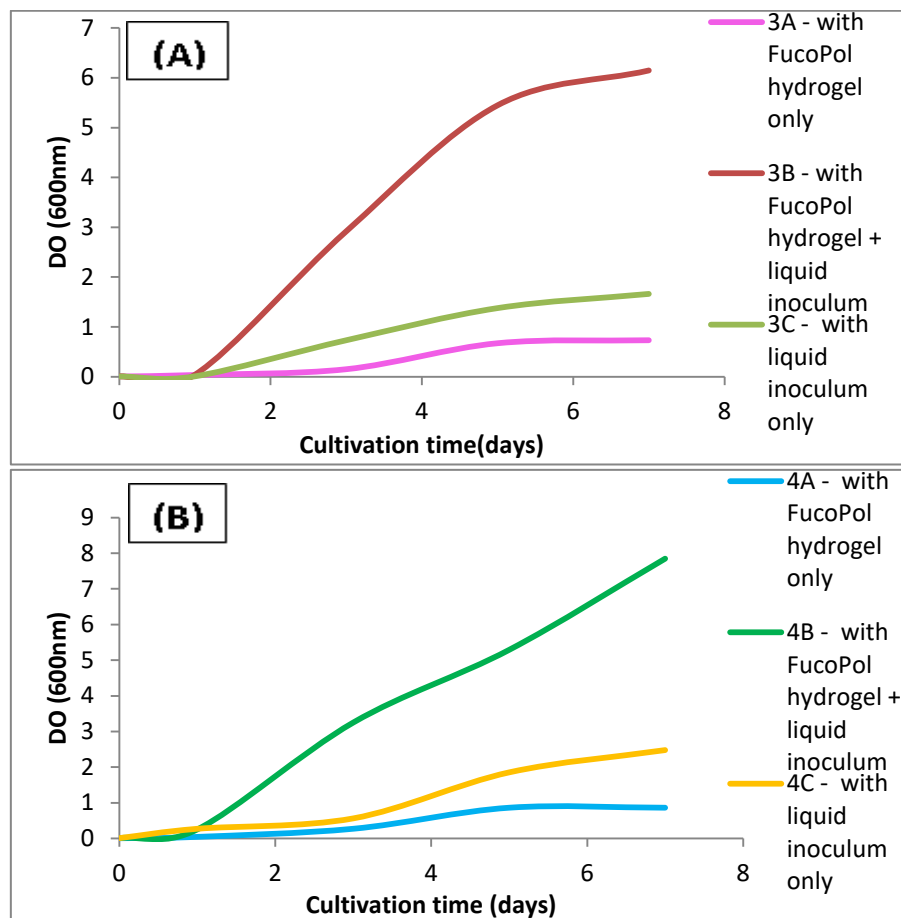 (A)
7
6
5
4
3
2
1
0
DO (600nm)
0 2 4 6 8
Cultivation time(days)
3A - with
FucoPol
hydrogel
only
3B - with
FucoPol
hydrogel +
liquid
inoculum
3C - with
liquid
inoculum
only
(B)
9
8
7
6
5
4
3
2
1
0
DO (600nm)
0 2 4 6 8
Cultivation time (days)
4A - with
FucoPol
hydrogel
only
4B - with
FucoPol
hydrogel +
liquid
inoculum
4C - with
liquid
inoculum
only